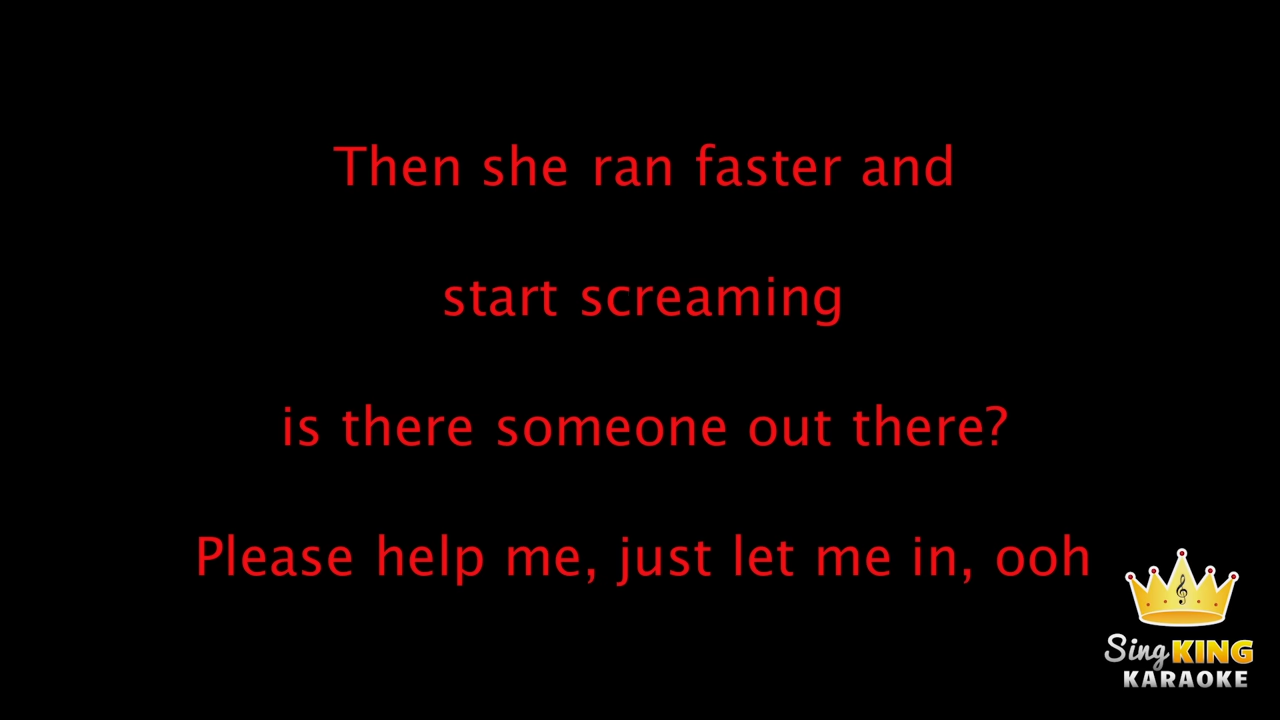 Then she ran faster and
start screaming
is there someone out there?
Please help me, just let me in, ooh
Sing KING
KARAOKE